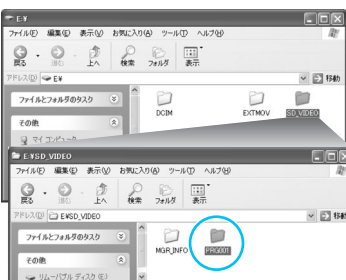 E:¥
ファイル(F) 編集(E) 表示(V) お気に入り(A) ツール(T) ヘルプ(H)
戻る 進む 上へ 検索 フォルダ 表示
アドレス(D) E:¥ 移動
ファイルとフォルダのタスク
その他
マイ コンピュータ
DCIM EXTMOV SD_VIDEO
E:¥SD_VIDEO
ファイル(F) 編集(E) 表示(V) お気に入り(A) ツール(T) ヘルプ(H)
戻る 進む 上へ 検索 フォルダ 表示
アドレス(D) E:¥SD_VIDEO 移動
ファイルとフォルダのタスク
その他
リムーバブル ディスク (E:)
MGR_INFO PRG001